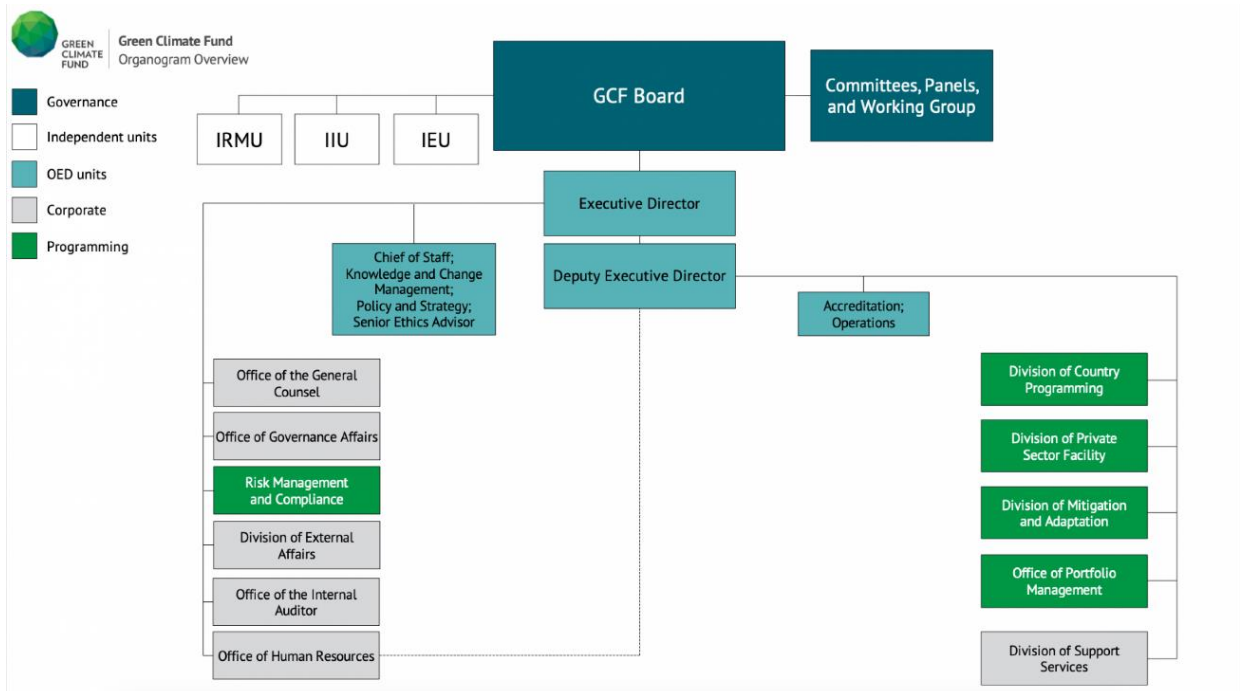 GREEN
CLIMATE
FUND
Green Climate Fund
Organogram Overview
Governance
Independent units
OED units
Corporate
Programming
GCF Board
Committees, Panels,
and Working Group
IRMU
IIU
IEU
Executive Director
Chief of Staff;
Knowledge and Change
Management;
Policy and Strategy;
Senior Ethics Advisor
Deputy Executive Director
Accreditation;
Operations
Office of the General
Counsel
Office of Governance Affairs
Risk Management
and Compliance
Division of External
Affairs
Office of the Internal
Auditor
Office of Human Resources
Division of Country
Programming
Division of Private
Sector Facility
Division of Mitigation
and Adaptation
Office of Portfolio
Management
Division of Support
Services